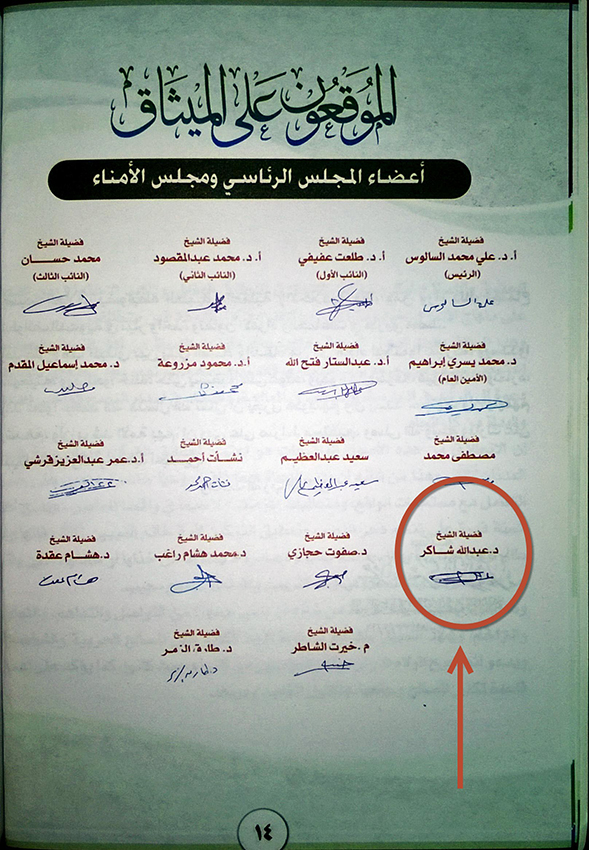 الموقعون على الميثاق
أعضاء المجلس الرئاسي ومجلس الأمناء
فضيلة الشيخ
أ. د. علي محمد السالوس
(الرئيس)
فضيلة الشيخ
أ. د. طلعت عفيفي
(النائب الأول)
فضيلة الشيخ
أ. د. محمد عبدالمقصود
(النائب الثاني)
فضيلة الشيخ
محمد حسان
(النائب الثالث)
علي السالوس
فضيلة الشيخ
د. محمد يسري إبراهيم
(الأمين العام)
فضيلة الشيخ
أ.د. عبدالستار فتح الله
فضيلة الشيخ
أ.د. محمود مزروعة
فضيلة الشيخ
د. محمد إسماعيل المقدم
فضيلة الشيخ
مصطفى محمد
فضيلة الشيخ
سعيد عبدالعظيم
فضيلة الشيخ
نشأت أحمد
فضيلة الشيخ
أ.د.عمر عبدالعزيز قرشي
سعيد عبدالعظيم
فضيلة الشيخ
د.عبدالله شاكر
فضيلة الشيخ
د.صفوت حجازي
فضيلة الشيخ
د.محمد هشام راغب
فضيلة الشيخ
د.هشام عقدة
فضيلة الشيخ
م .خيرت الشاطر
فضيلة الشيخ
د. طارق الزمر
١٤